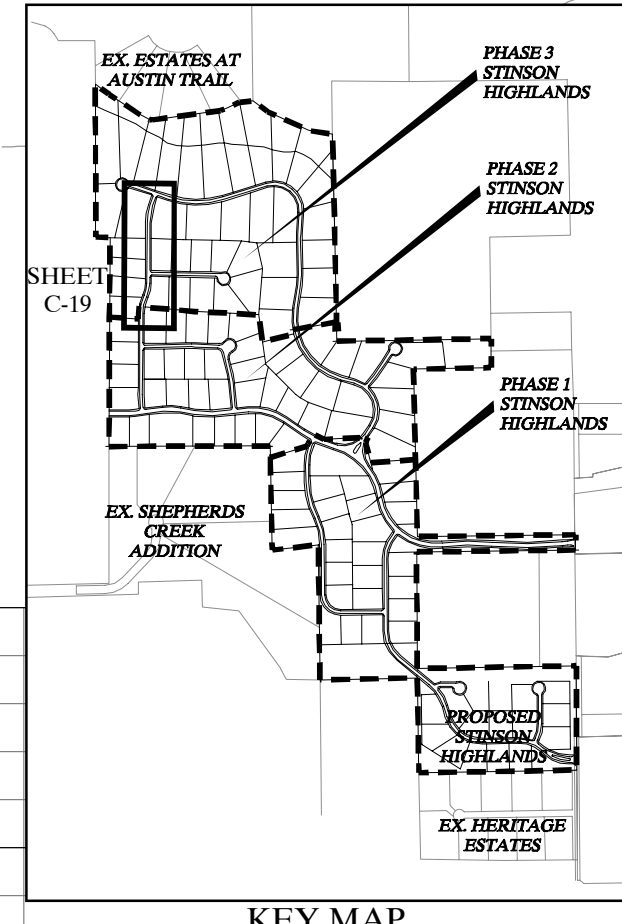 EX. ESTATES AT
AUSTIN TRAIL
PHASE 3
STINSON
HIGHLANDS
PHASE 2
STINSON
HIGHLANDS
SHEET
C-19
PHASE 1
STINSON
HIGHLANDS
EX. SHEPHERDS
CREEK
ADDITION
PROPOSED
STINSON
HIGHLANDS
EX. HERITAGE
ESTATES
KEY MAP